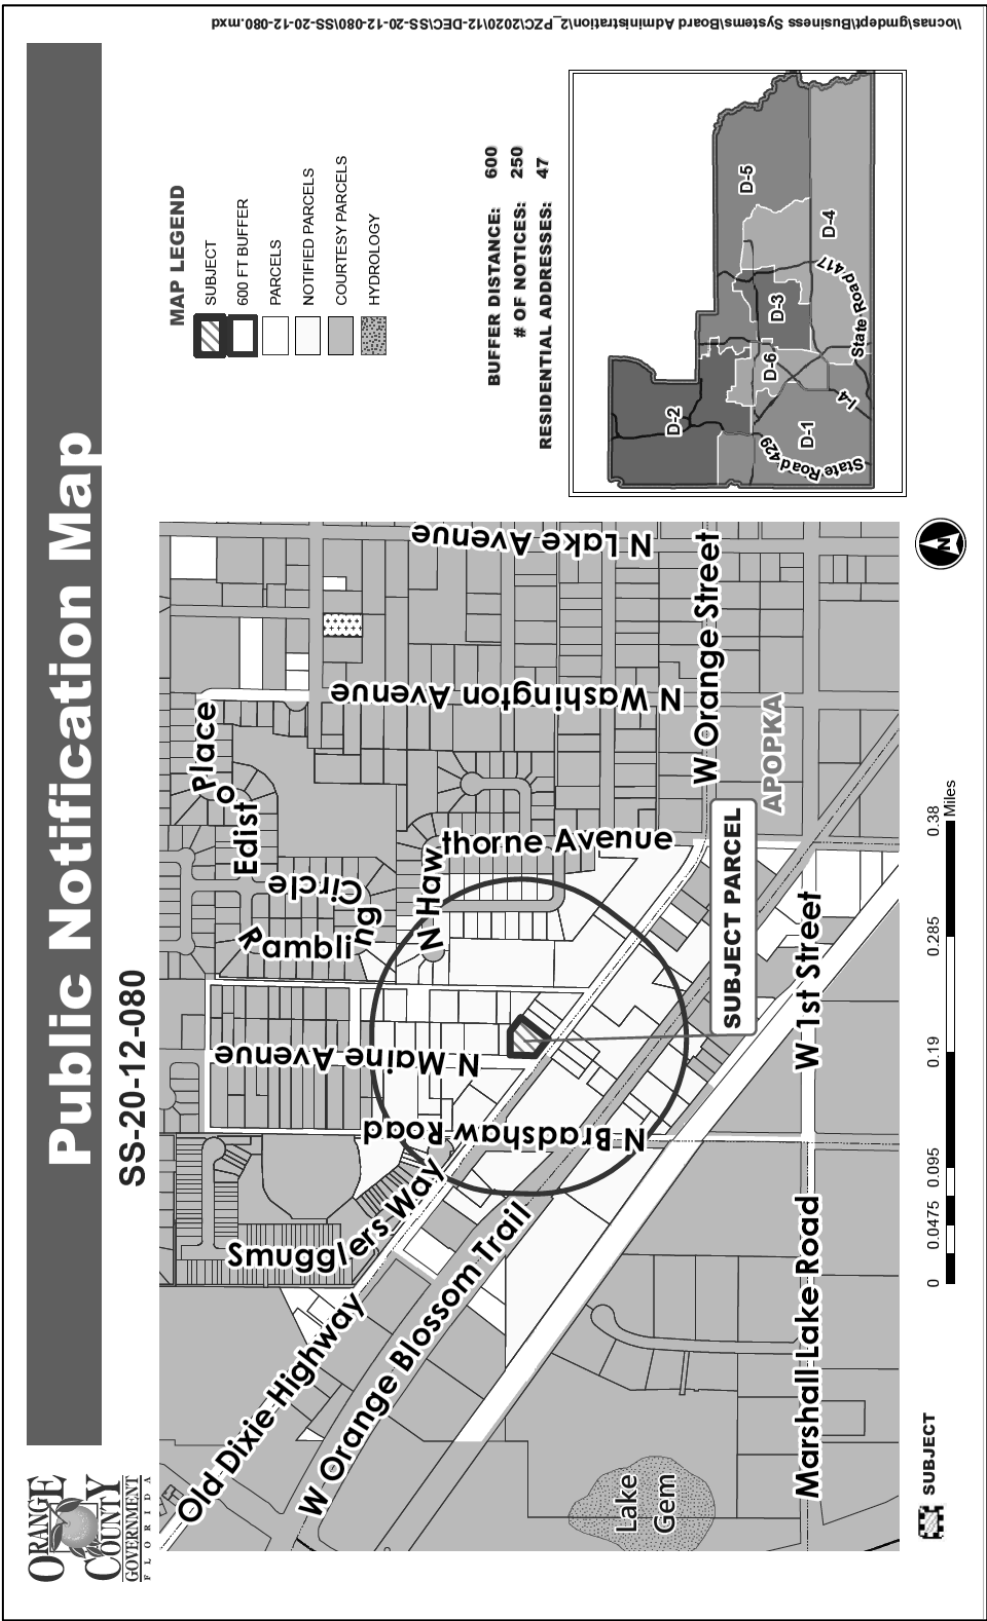 ORANGE
COUNTY
GOVERNMENT
FLORIDA
Public Notification Map
SS-20-12-080
MAP LEGEND
SUBJECT
600 FT BUFFER
PARCELS
NOTIFIED PARCELS
COURTESY PARCELS
HYDROLOGY
BUFFER DISTANCE: 600
# OF NOTICES: 250
RESIDENTIAL ADDRESSES: 47
Old Dixie Highway
W Orange Blossom Trail
Smugglers Way
N Bradshaw Road
N Maine Avenue
Rambling Circle
Edisto Place
N Hawthorne Avenue
N Washington Avenue
N Lake Avenue
W Orange Street
APOPKA
SUBJECT PARCEL
W 1st Street
Marshall Lake Road
Lake
Gem
D-2
D-5
D-3
D-6
D-4
D-1
State Road 429
I-4
State Road 417
SUBJECT
0 0.0475 0.095 0.19 0.285 0.38
Miles
N
\\ocnas\gmdept\Business Systems\Board Administration\2_PZC\2020\12-DEC\SS-20-12-080\SS-20-12-080.mxd